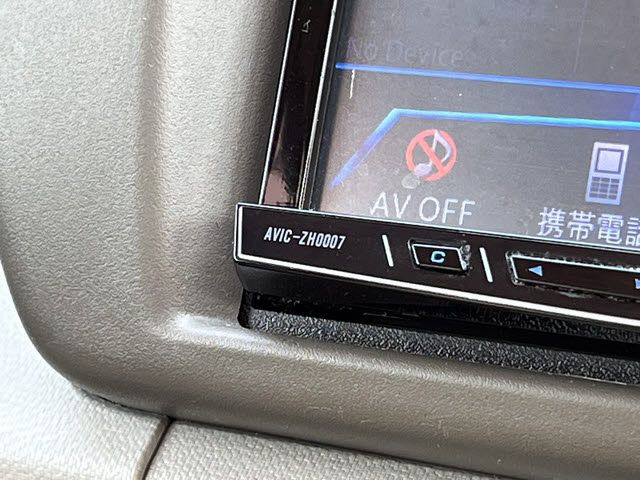 No Device
AV OFF
携帯電話
AVIC-ZH0007
C